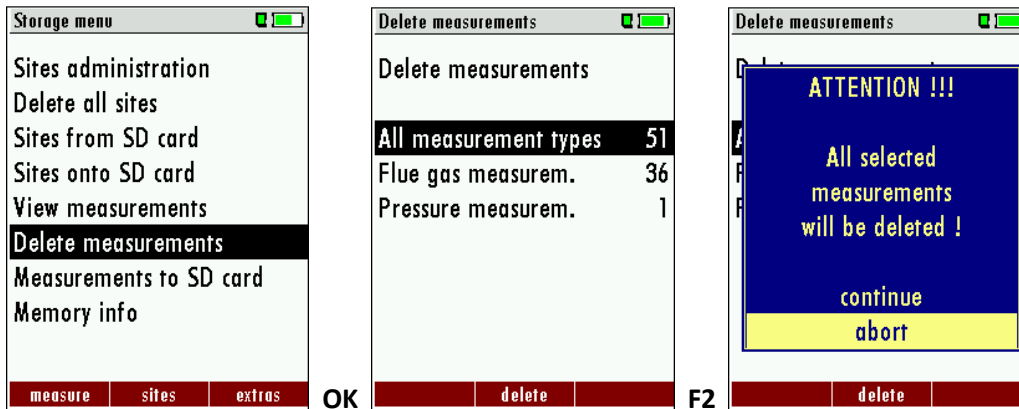 Storage menu
Sites administration
Delete all sites
Sites from SD card
Sites onto SD card
View measurements
Delete measurements
Measurements to SD card
Memory info
measure sites extras
OK
Delete measurements
Delete measurements
All measurement types 51
Flue gas measurem. 36
Pressure measurem. 1
delete
F2
Delete measurements
ATTENTION !!!
All selected
measurements
will be deleted !
continue
abort
delete